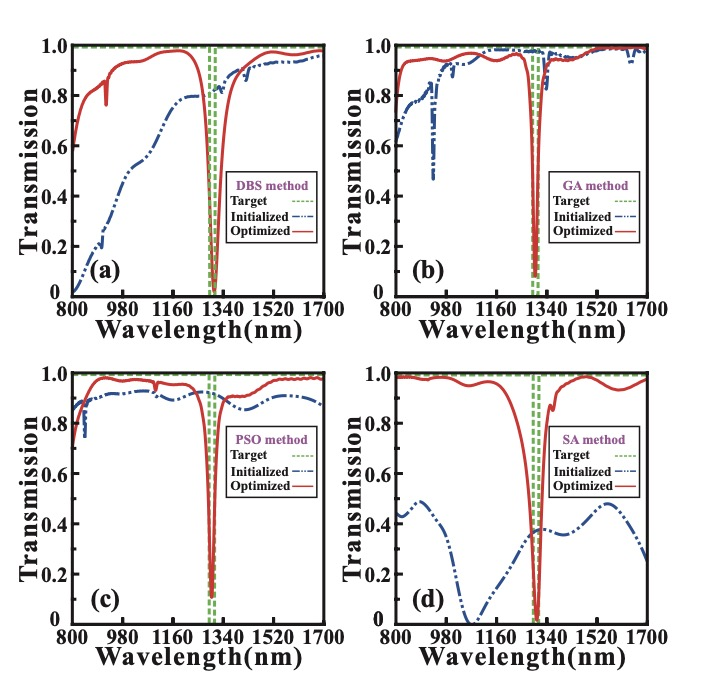 1.0
0.8
0.6
0.4
0.2
0
Transmission
DBS method
Target
Initialized
Optimized
(a)
800 980 1160 1340 1520 1700
Wavelength(nm)
1.0
0.8
0.6
0.4
0.2
0
Transmission
GA method
Target
Initialized
Optimized
(b)
800 980 1160 1340 1520 1700
Wavelength(nm)
1.0
0.8
0.6
0.4
0.2
0
Transmission
PSO method
Target
Initialized
Optimized
(c)
800 980 1160 1340 1520 1700
Wavelength(nm)
1.0
0.8
0.6
0.4
0.2
0
Transmission
SA method
Target
Initialized
Optimized
(d)
800 980 1160 1340 1520 1700
Wavelength(nm)